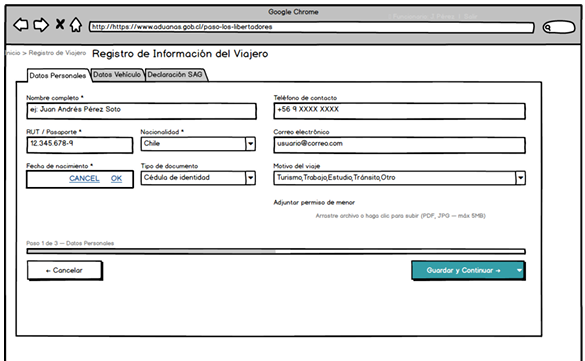 Google Chrome
http://https://www.aduanas.gob.cl/paso-los-libertadores
Inicio > Registro de Viajero
Registro de Información del Viajero
Datos Personales
Datos Vehículo
Declaración SAG
Nombre completo *
Teléfono de contacto
ej: Juan Andrés Pérez Soto
+56 9 XXXX XXXX
RUT / Pasaporte *
Nacionalidad *
Correo electrónico
12.345.678-9
Chile
usuario@correo.com
Fecha de nacimiento *
Tipo de documento
Motivo del viaje
CANCEL
OK
Cédula de identidad
Turismo,Trabajo,Estudio,Tránsito,Otro
Adjuntar permiso de menor
Arrastre archivo o haga clic para subir (PDF, JPG — máx 5MB)
Paso 1 de 3 — Datos Personales
← Cancelar
Guardar y Continuar →